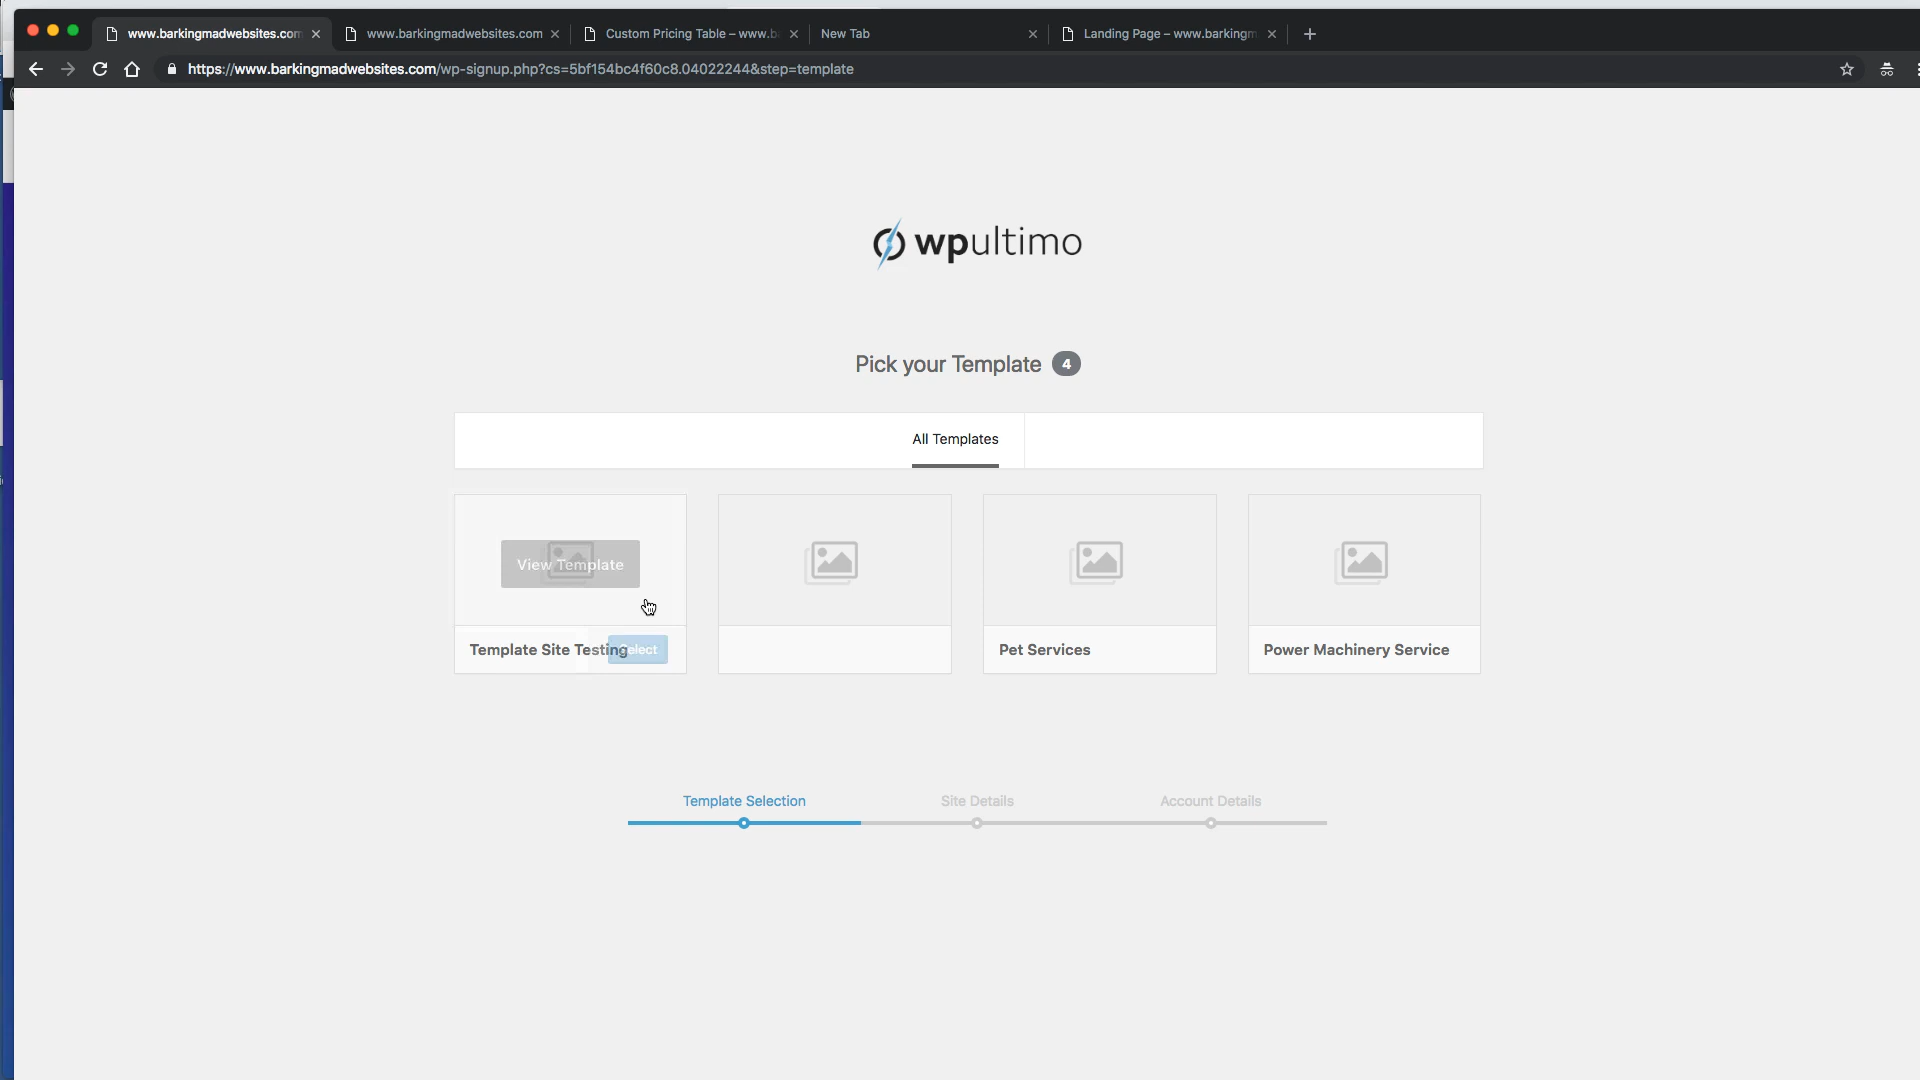 www.barkingmadwebsites.com
www.barkingmadwebsites.com
Custom Pricing Table – www.b
New Tab
Landing Page – www.barkingm
https://www.barkingmadwebsites.com/wp-signup.php?cs=5bf154bc4f60c8.04022244&step=template
wpultimo
Pick your Template 4
All Templates
View Template
Template Site Testing
Select
Pet Services
Power Machinery Service
Template Selection
Site Details
Account Details